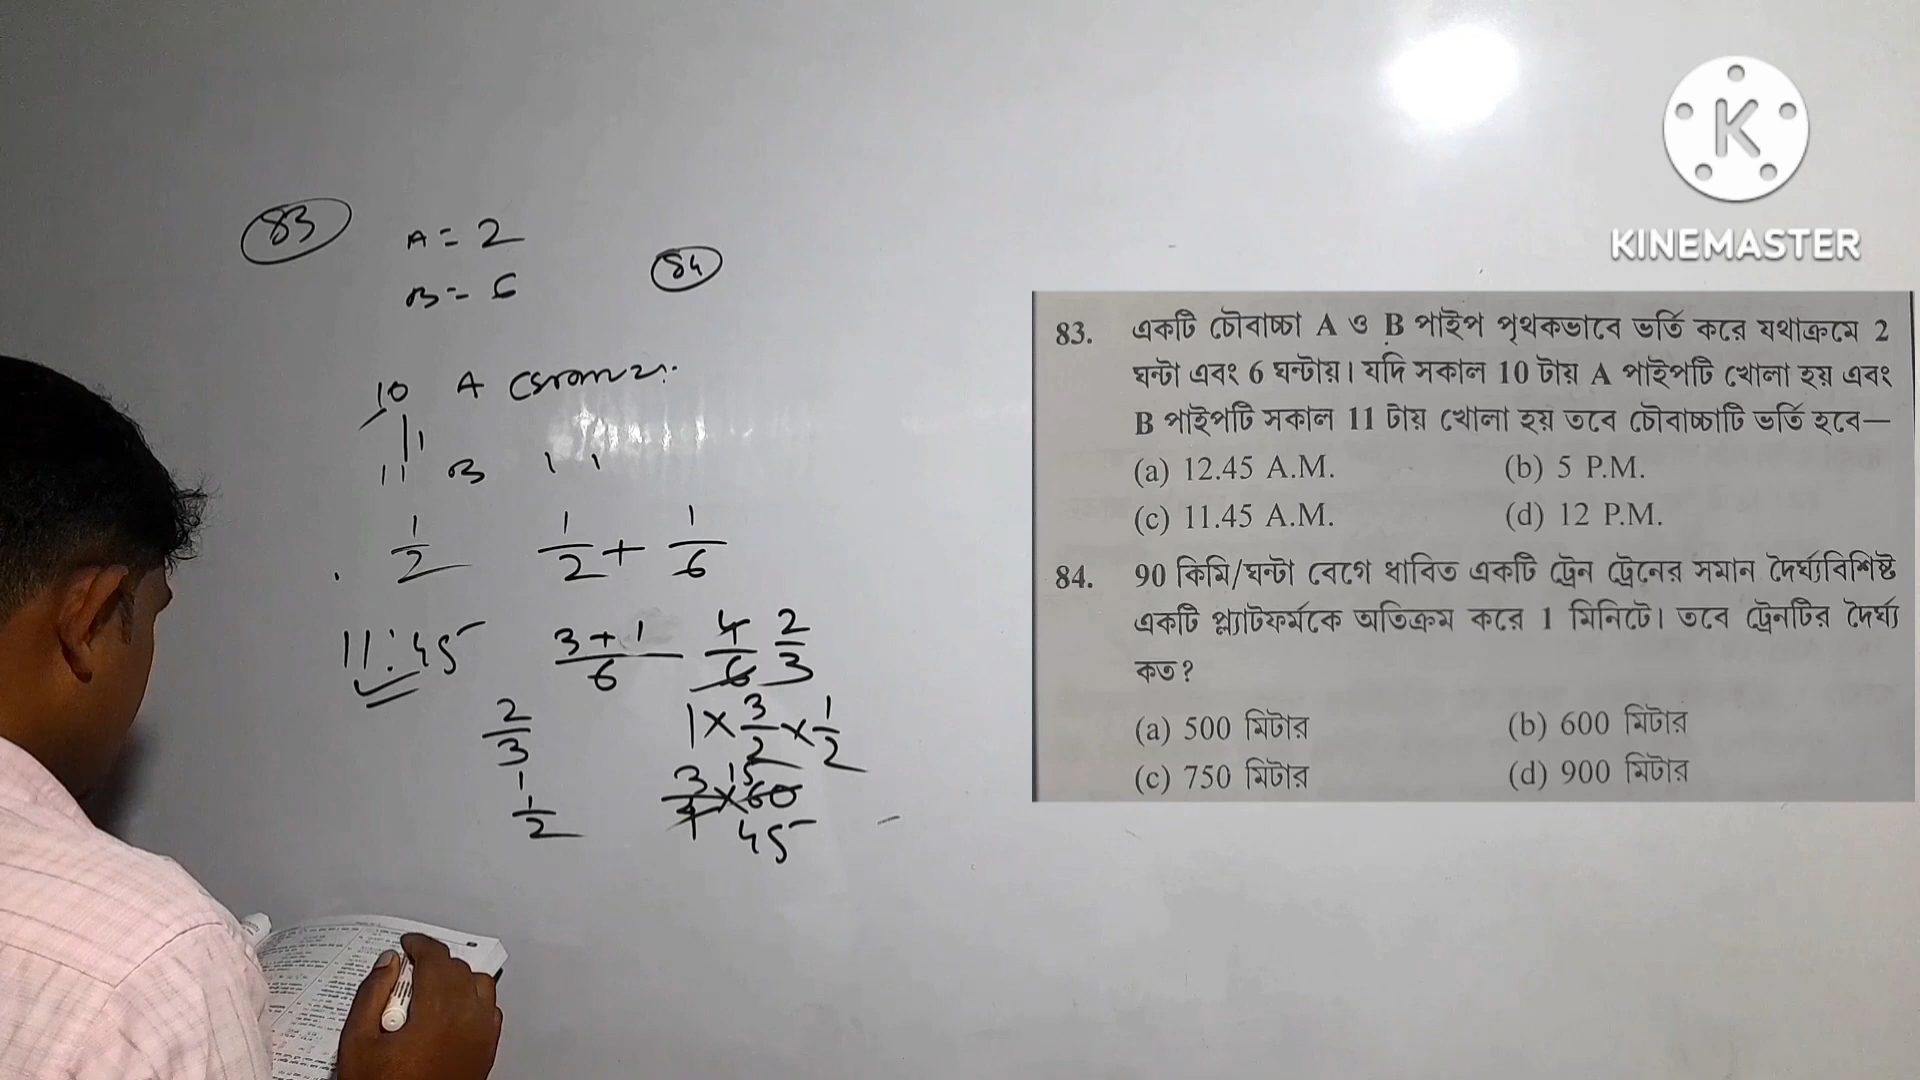 KINEMASTER
83
A = 2
B = 6
84
10 A
11 B 11
1/2 1/2 + 1/6
11:45 3+1/6 4/6 2/3
2/3 1 × 3/2 × 1/2
1/2 3/4 × 60 15
45
83. একটি চৌবাচ্চা A ও B পাইপ পৃথকভাবে ভর্তি করে যথাক্রমে 2
ঘন্টা এবং 6 ঘন্টায়। যদি সকাল 10 টায় A পাইপটি খোলা হয় এবং
B পাইপটি সকাল 11 টায় খোলা হয় তবে চৌবাচ্চাটি ভর্তি হবে—
(a) 12.45 A.M. (b) 5 P.M.
(c) 11.45 A.M. (d) 12 P.M.
84. 90 কিমি/ঘন্টা বেগে ধাবিত একটি ট্রেন ট্রেনের সমান দৈর্ঘ্যবিশিষ্ট
একটি প্ল্যাটফর্মকে অতিক্রম করে 1 মিনিটে। তবে ট্রেনটির দৈর্ঘ্য
কত?
(a) 500 মিটার (b) 600 মিটার
(c) 750 মিটার (d) 900 মিটার